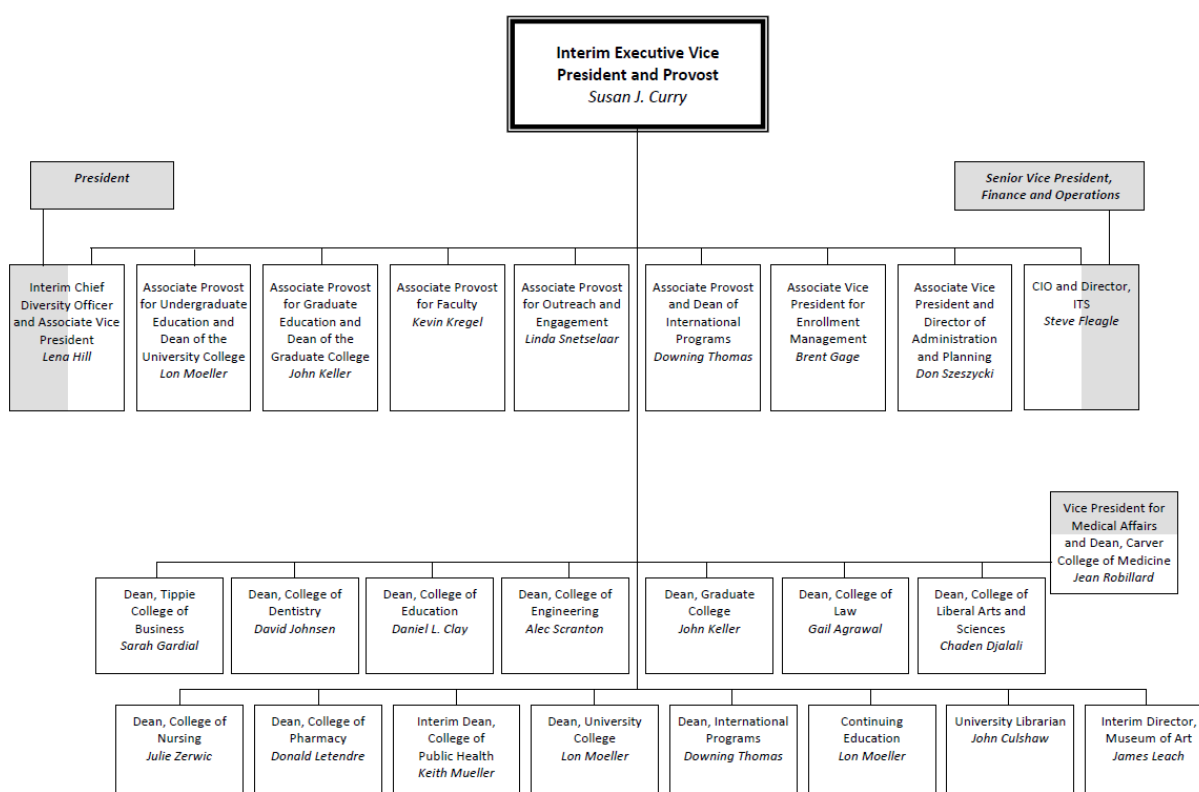 Interim Executive Vice
President and Provost
Susan J. Curry
President
Senior Vice President,
Finance and Operations
Interim Chief
Diversity Officer
and Associate Vice
President
Lena Hill
Associate Provost
for Undergraduate
Education and
Dean of the
University College
Lon Moeller
Associate Provost
for Graduate
Education and
Dean of the
Graduate College
John Keller
Associate Provost
for Faculty
Kevin Kregel
Associate Provost
for Outreach and
Engagement
Linda Snetselaar
Associate Provost
and Dean of
International
Programs
Downing Thomas
Associate Vice
President for
Enrollment
Management
Brent Gage
Associate Vice
President and
Director of
Administration
and Planning
Don Szeszycki
CIO and Director,
ITS
Steve Fleagle
Vice President for
Medical Affairs
and Dean, Carver
College of Medicine
Jean Robillard
Dean, Tippie
College of
Business
Sarah Gardial
Dean, College of
Dentistry
David Johnsen
Dean, College of
Education
Daniel L. Clay
Dean, College of
Engineering
Alec Scranton
Dean, Graduate
College
John Keller
Dean, College of
Law
Gail Agrawal
Dean, College of
Liberal Arts and
Sciences
Chaden Djalali
Dean, College of
Nursing
Julie Zerwic
Dean, College of
Pharmacy
Donald Letendre
Interim Dean,
College of
Public Health
Keith Mueller
Dean, University
College
Lon Moeller
Dean, International
Programs
Downing Thomas
Continuing
Education
Lon Moeller
University Librarian
John Culshaw
Interim Director,
Museum of Art
James Leach